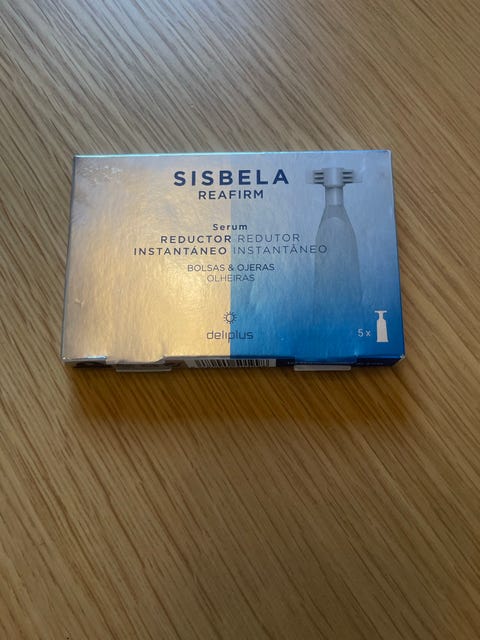 SISBELA
REAFIRM
Serum
REDUCTOR REDUTOR
INSTANTÁNEO INSTANTÂNEO
BOLSAS & OJERAS
OLHEIRAS
deliplus
5 x